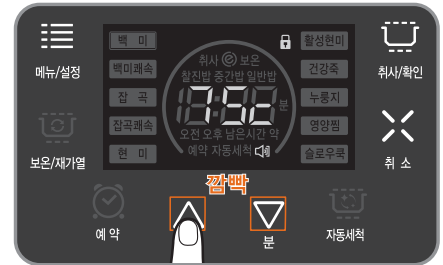 메뉴/설정
보온/재가열
예약
백 미
백미쾌속
잡 곡
잡곡쾌속
현 미
취사 ⓔ 보온
찰진밥 중간밥 일반밥
75c
분
오전 오후 남은시간 약
예약 자동세척
활성현미
건강죽
누룽지
영양찜
슬로우쿡
취사/확인
취 소
자동세척
깜빡
분